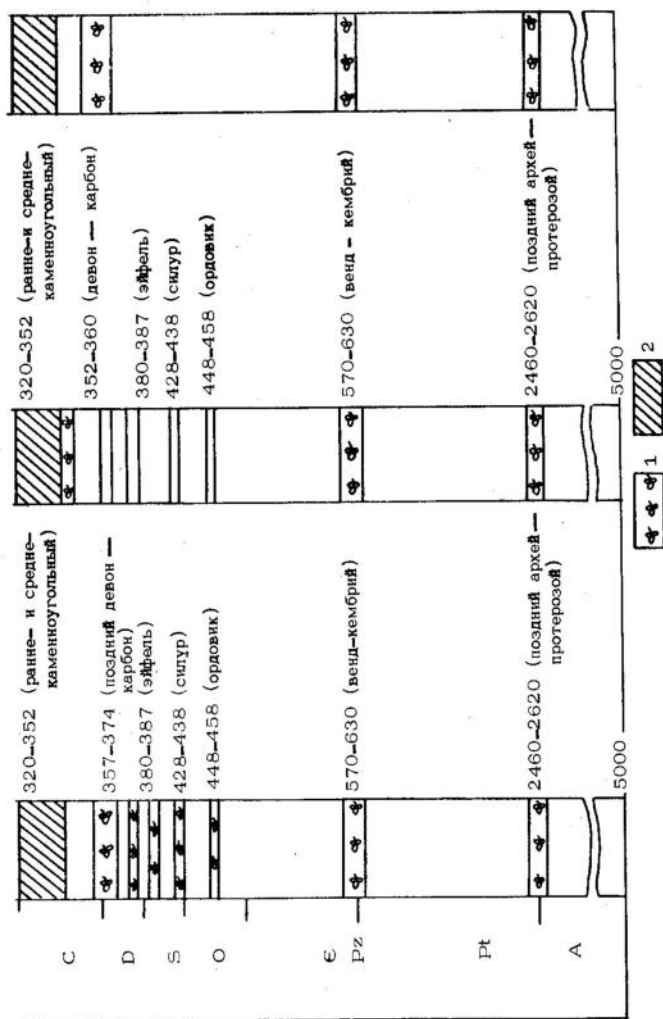 320-352 (ранне- и средне-
каменноугольный)
357-374 (поздний девон —
карбон)
380-387 (эйфель)
428-438 (силур)
448-458 (ордовик)
570-630 (венд-кембрий)
2460-2620 (поздний архей —
протерозой)
5000
320-352 (ранне-и средне-
каменноугольный)
352-360 (девон — карбон)
380-387 (эйфель)
428-438 (силур)
448-458 (ордовик)
570-630 (венд - кембрий)
2460-2620 (поздний архей —
протерозой)
5000
C
D
S
O
Є
Pz
Pt
A
1
2